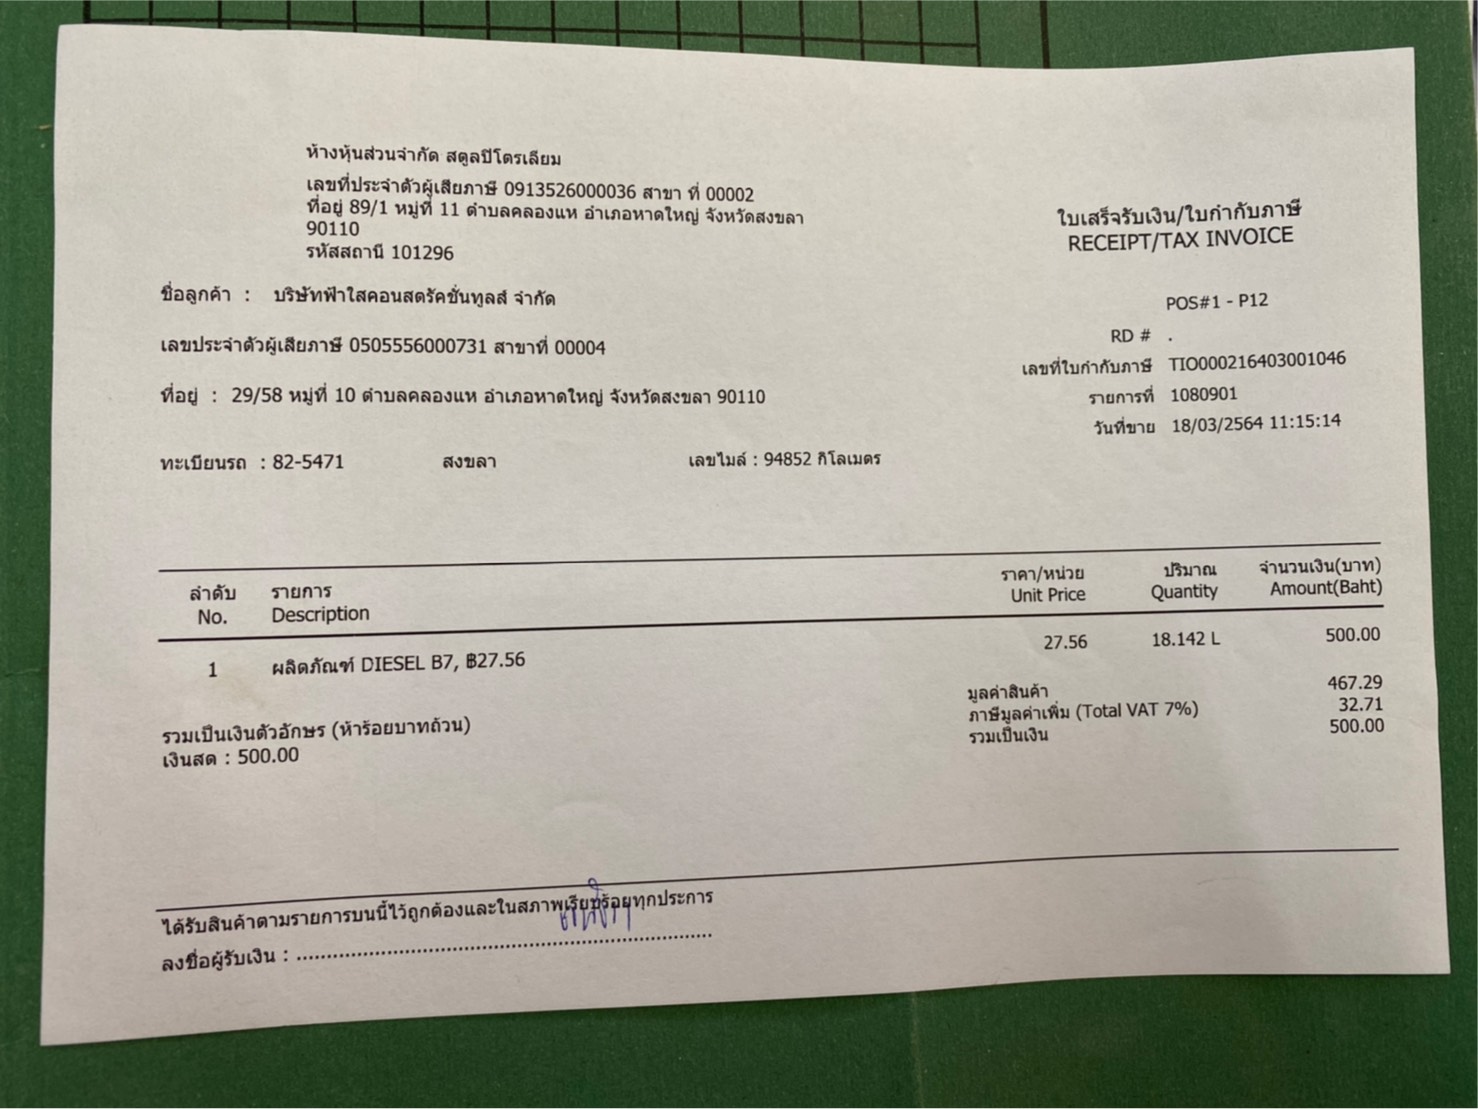 ห้างหุ้นส่วนจำกัด สตูลปิโตรเลียม
เลขที่ประจำตัวผู้เสียภาษี 0913526000036 สาขา ที่ 00002
ที่อยู่ 89/1 หมู่ที่ 11 ตำบลคลองแห อำเภอหาดใหญ่ จังหวัดสงขลา
90110
รหัสสถานี 101296
ใบเสร็จรับเงิน/ใบกำกับภาษี
RECEIPT/TAX INVOICE
ชื่อลูกค้า : บริษัทฟ้าใสคอนสตรัคชั่นทูลส์ จำกัด
POS#1 - P12
RD # .
เลขประจำตัวผู้เสียภาษี 0505556000731 สาขาที่ 00004
เลขที่ใบกำกับภาษี TIO000216403001046
ที่อยู่ : 29/58 หมู่ที่ 10 ตำบลคลองแห อำเภอหาดใหญ่ จังหวัดสงขลา 90110
รายการที่ 1080901
วันที่ขาย 18/03/2564 11:15:14
ทะเบียนรถ : 82-5471 สงขลา เลขไมล์ : 94852 กิโลเมตร
ลำดับ รายการ ราคา/หน่วย ปริมาณ จำนวนเงิน(บาท)
No. Description Unit Price Quantity Amount(Baht)
1 ผลิตภัณฑ์ DIESEL B7, ฿27.56 27.56 18.142 L 500.00
มูลค่าสินค้า 467.29
ภาษีมูลค่าเพิ่ม (Total VAT 7%) 32.71
รวมเป็นเงิน 500.00
รวมเป็นเงินตัวอักษร (ห้าร้อยบาทถ้วน)
เงินสด : 500.00
ได้รับสินค้าตามรายการบนนี้ไว้ถูกต้องและในสภาพเรียบร้อยทุกประการ
ลงชื่อผู้รับเงิน : ......................................................................